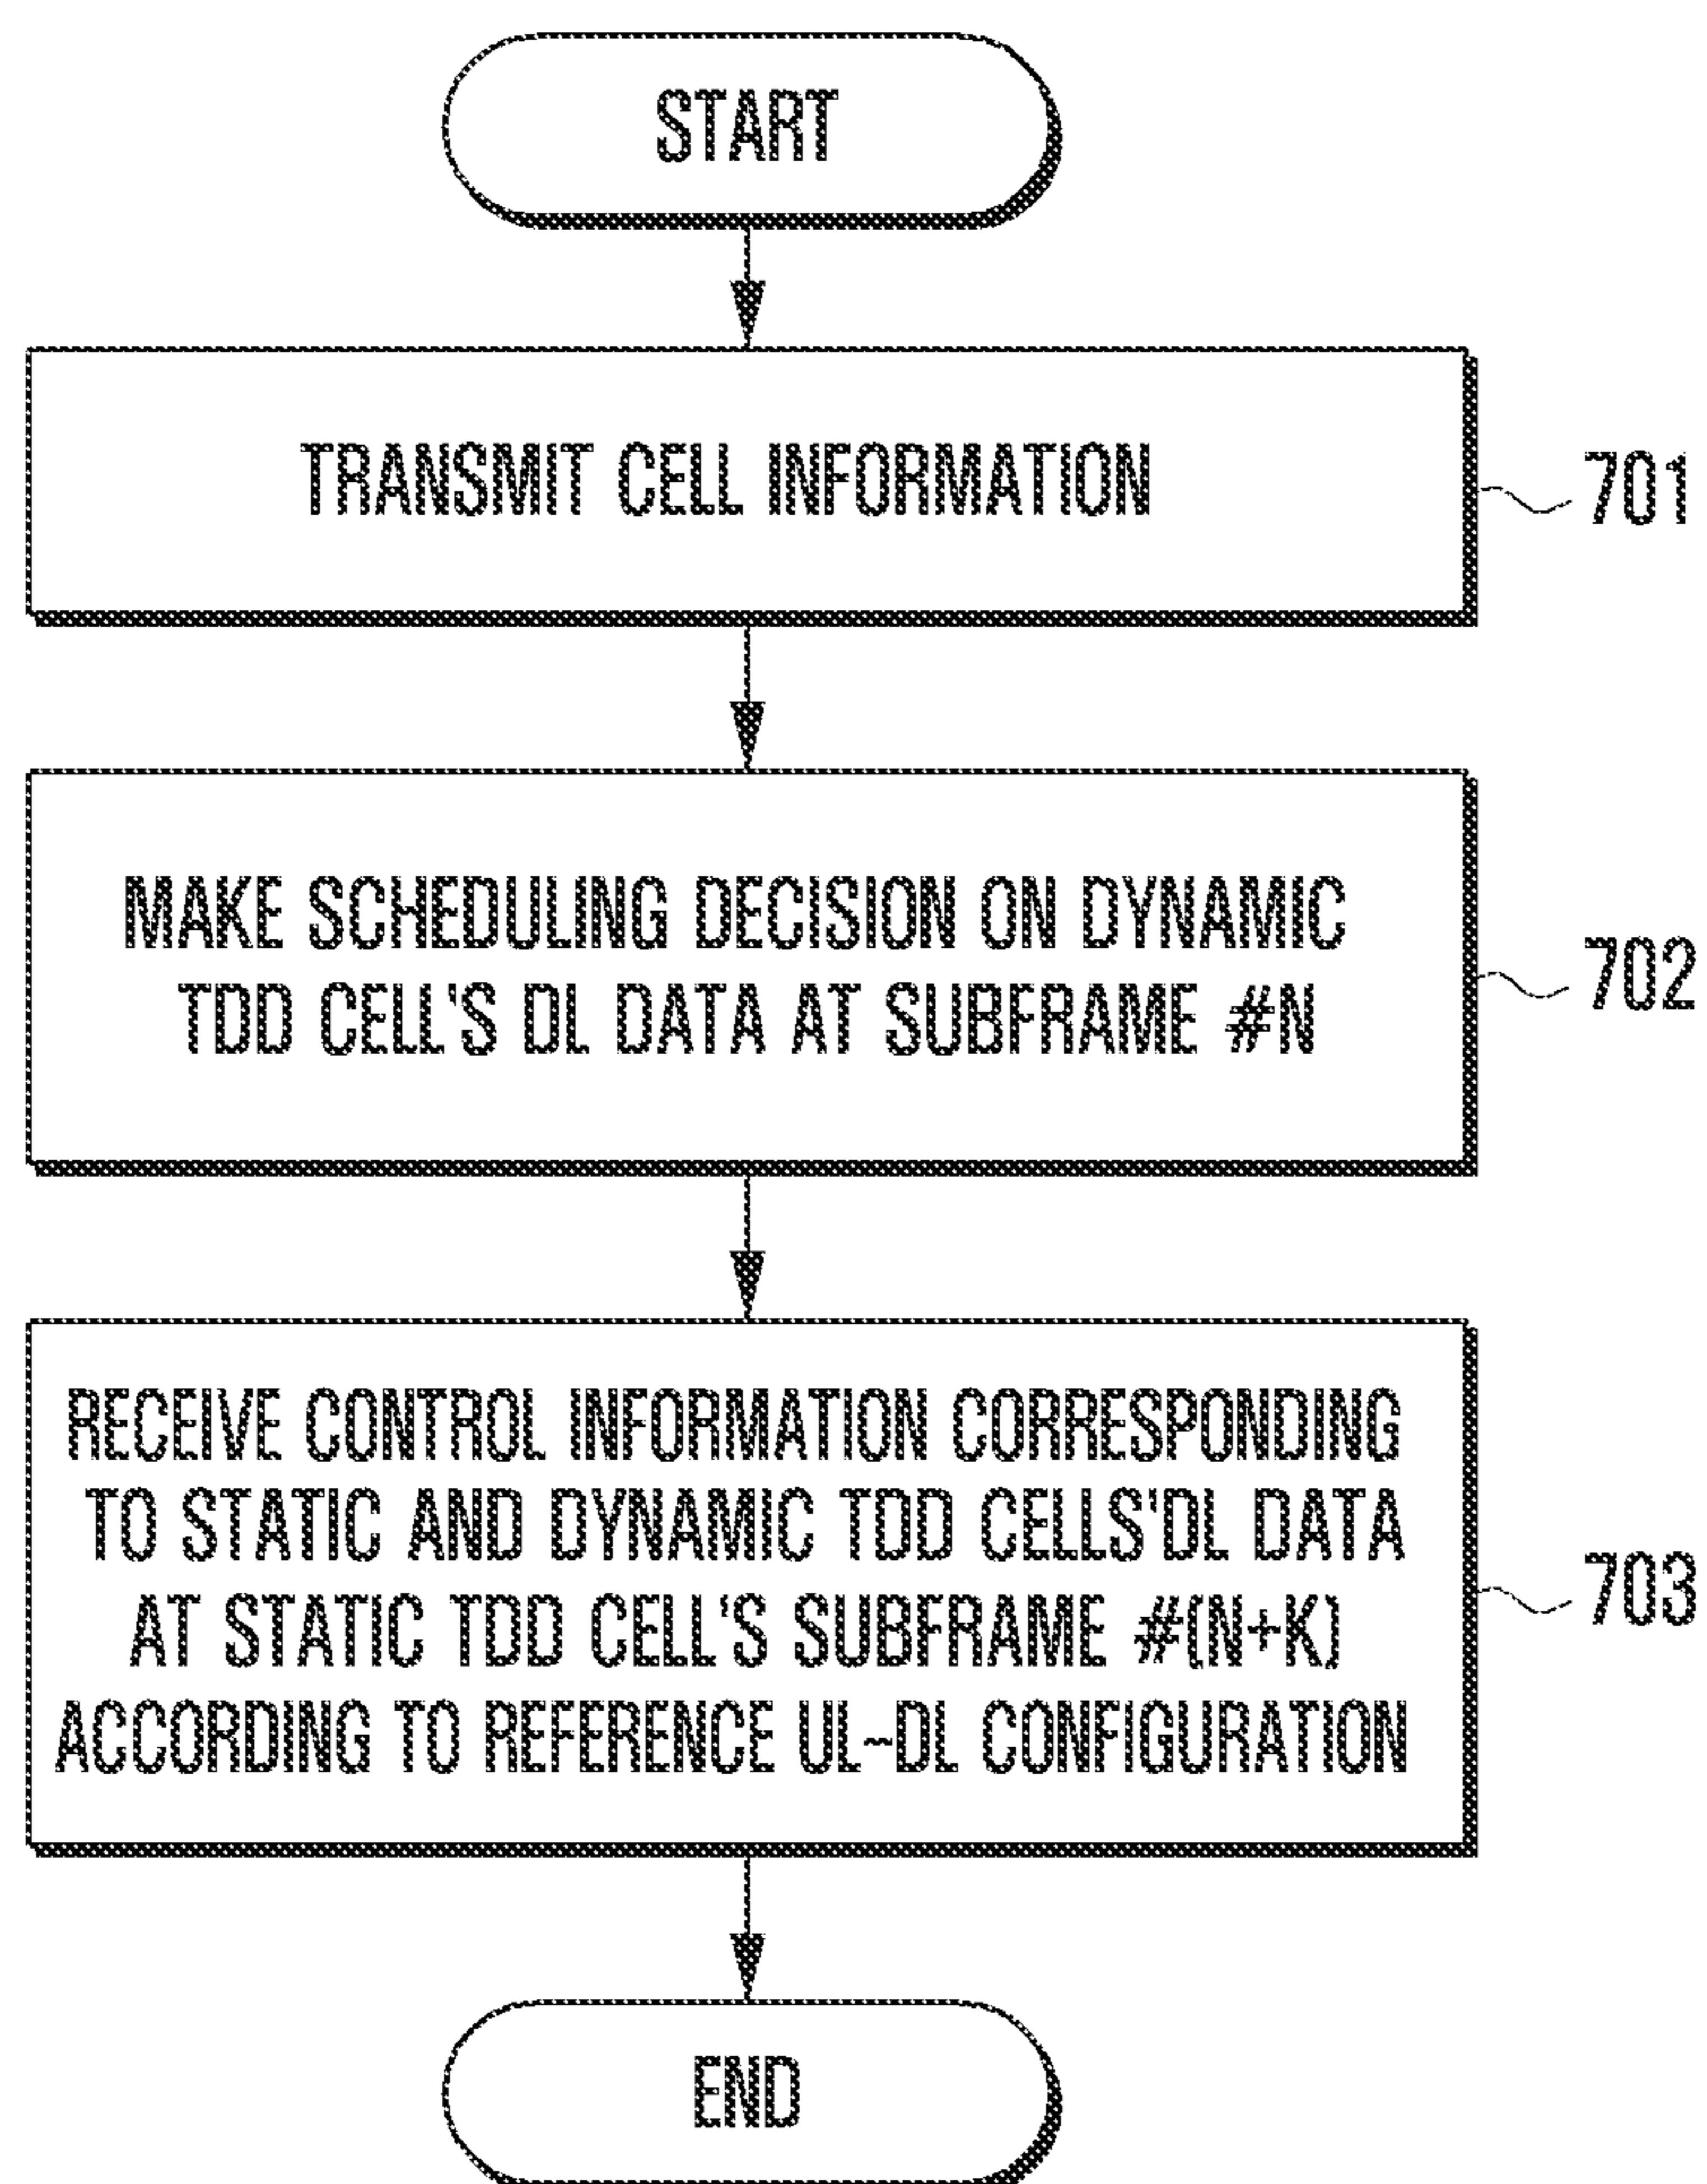 START
TRANSMIT CELL INFORMATION
701
MAKE SCHEDULING DECISION ON DYNAMIC
TDD CELL'S DL DATA AT SUBFRAME #N
702
RECEIVE CONTROL INFORMATION CORRESPONDING
TO STATIC AND DYNAMIC TDD CELLS'DL DATA
AT STATIC TDD CELL'S SUBFRAME #(N+K)
ACCORDING TO REFERENCE UL-DL CONFIGURATION
703
END